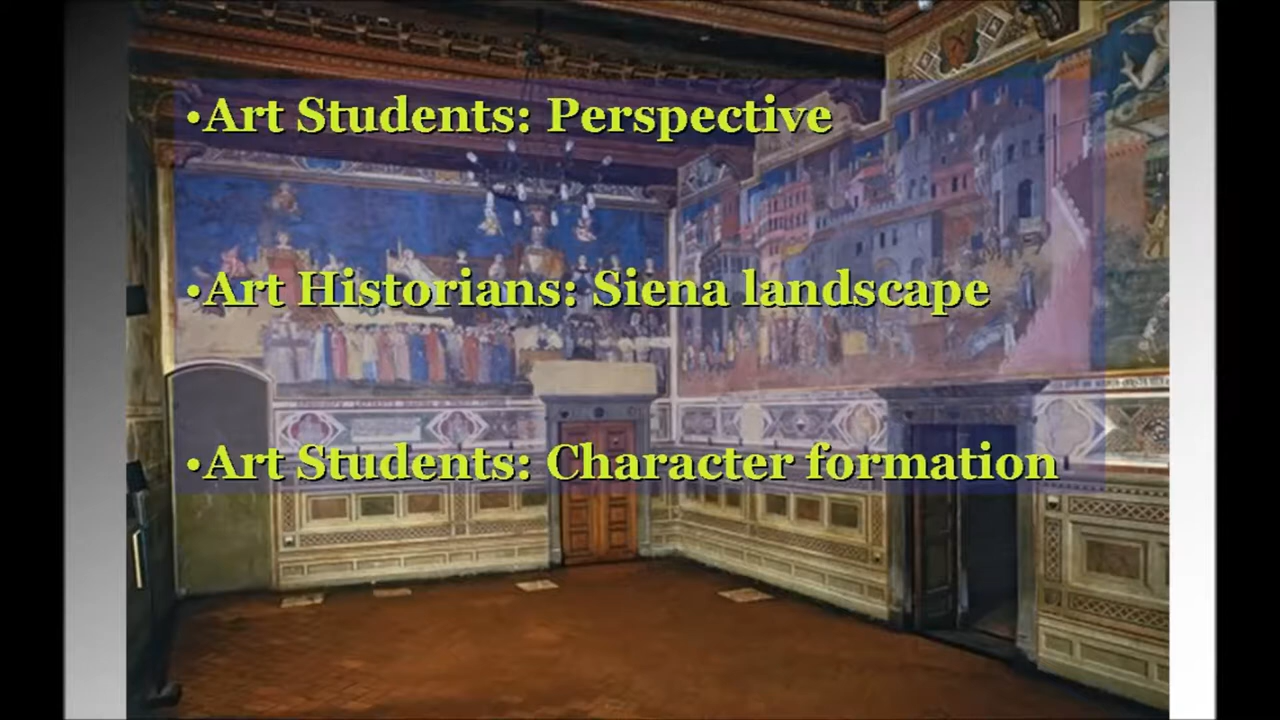 •Art Students: Perspective
•Art Historians: Siena landscape
•Art Students: Character formation